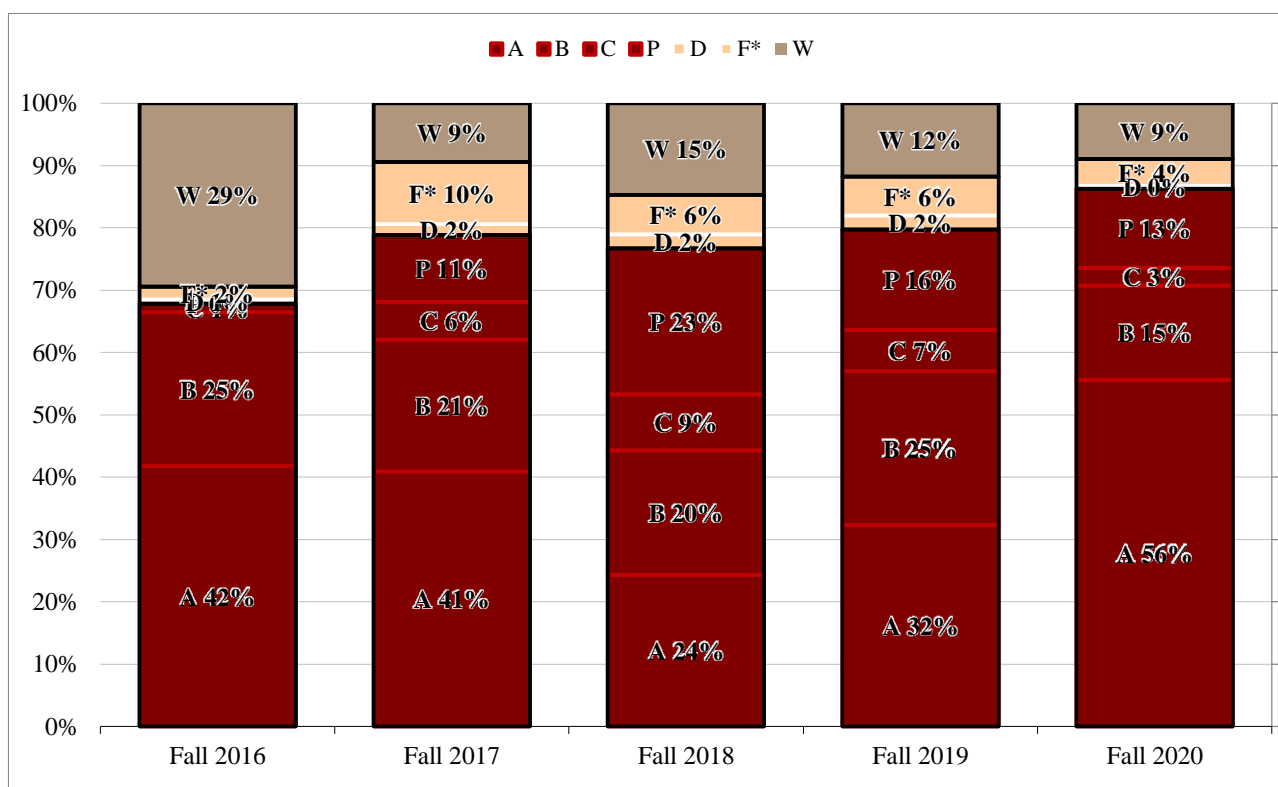 A B C P D F* W
100%
90%
80%
70%
60%
50%
40%
30%
20%
10%
0%
W 29%
F* 2%
D
C 1%
B 25%
A 42%
W 9%
F* 10%
D 2%
P 11%
C 6%
B 21%
A 41%
W 15%
F* 6%
D 2%
P 23%
C 9%
B 20%
A 24%
W 12%
F* 6%
D 2%
P 16%
C 7%
B 25%
A 32%
W 9%
F* 4%
D 0%
P 13%
C 3%
B 15%
A 56%
Fall 2016 Fall 2017 Fall 2018 Fall 2019 Fall 2020